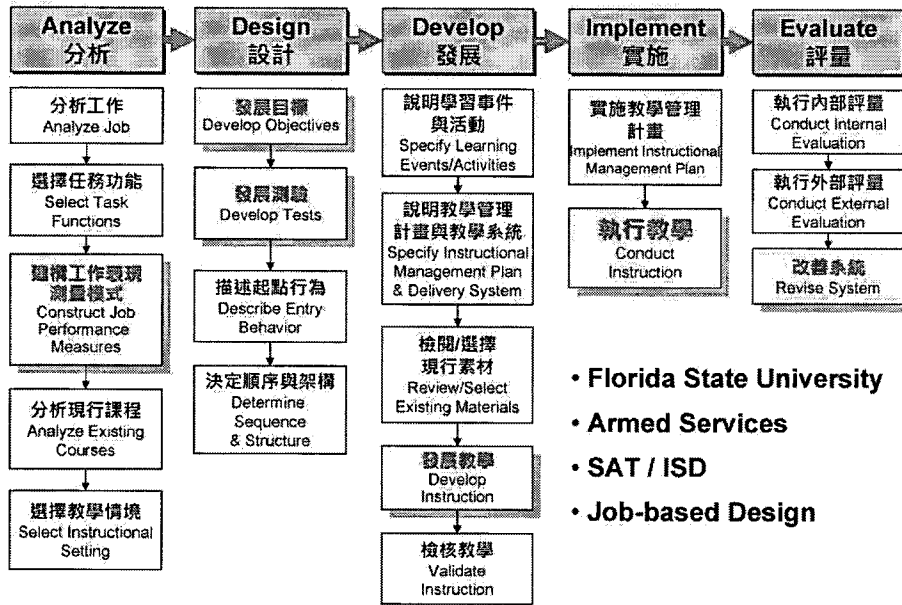 Analyze
分析
Design
設計
Develop
發展
Implement
實施
Evaluate
評量
分析工作
Analyze Job
選擇任務功能
Select Task
Functions
建構工作表現
測量模式
Construct Job
Performance
Measures
分析現行課程
Analyze Existing
Courses
選擇教學情境
Select Instructional
Setting
發展目標
Develop Objectives
發展測驗
Develop Tests
描述起點行為
Describe Entry
Behavior
決定順序與架構
Determine
Sequence
& Structure
說明學習事件
與活動
Specify Learning
Events/Activities
說明教學管理
計畫與教學系統
Specify Instructional
Management Plan
& Delivery System
檢閱/選擇
現行素材
Review/Select
Existing Materials
發展教學
Develop
Instruction
檢核教學
Validate
Instruction
實施教學管理
計畫
Implement Instructional
Management Plan
執行教學
Conduct
Instruction
執行內部評量
Conduct Internal
Evaluation
執行外部評量
Conduct External
Evaluation
改善系統
Revise System
• Florida State University
• Armed Services
• SAT / ISD
• Job-based Design